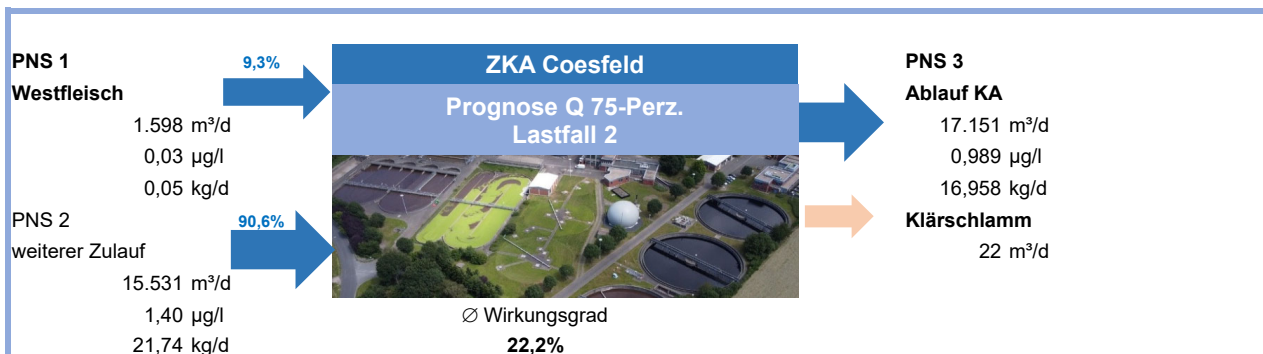 PNS 1
Westfleisch
1.598 m³/d
0,03 µg/l
0,05 kg/d
9,3%
PNS 2
weiterer Zulauf
15.531 m³/d
1,40 µg/l
21,74 kg/d
90,6%
ZKA Coesfeld
Prognose Q 75-Perz.
Lastfall 2
∅ Wirkungsgrad
22,2%
PNS 3
Ablauf KA
17.151 m³/d
0,989 µg/l
16,958 kg/d
Klärschlamm
22 m³/d